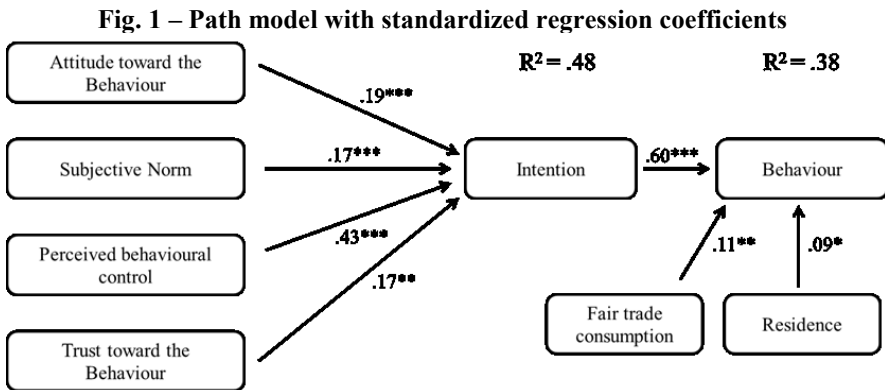 Fig. 1 – Path model with standardized regression coefficients
Attitude toward the
Behaviour
R² = .48
R² = .38
.19***
Subjective Norm
.17***
Intention
.60***
Behaviour
Perceived behavioural
control
.43***
.17**
.11**
.09*
Fair trade
consumption
Residence
Trust toward the
Behaviour